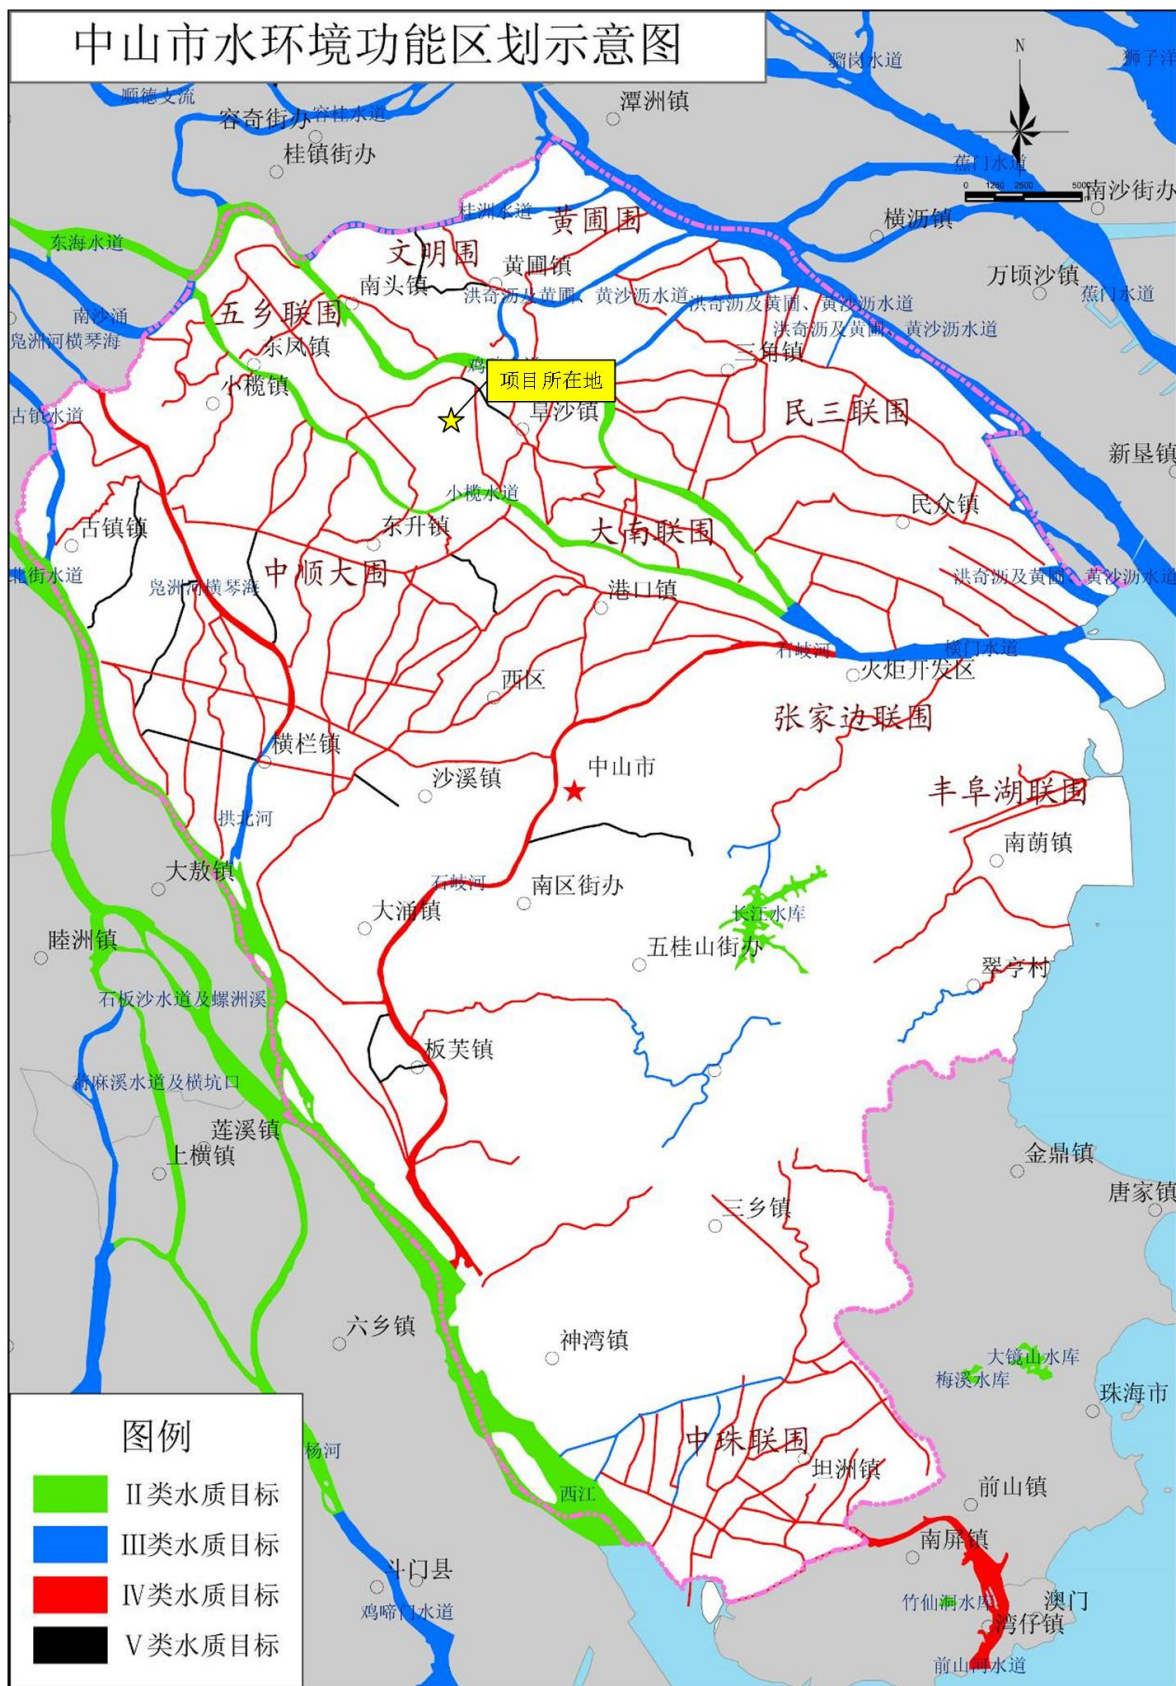 中山市水环境功能区划示意图
骝岗水道
狮子洋
N
顺德支流
容奇街办
容桂水道
潭洲镇
桂镇街办
蕉门水道
0 1250 2500 5000
南沙街办
桂洲水道
黄圃围
横沥镇
东海水道
文明围
黄圃镇
万顷沙镇
南头镇
洪奇沥及黄圃、黄沙沥水道
洪奇沥及黄圃、黄沙沥水道
蕉门水道
五乡联围
南沙涌
洪奇沥及黄圃、黄沙沥水道
凫洲河横琴海
东凤镇
三角镇
项目所在地
小榄镇
古镇水道
阜沙镇
民三联围
新垦镇
小榄水道
民众镇
古镇镇
东升镇
大南联围
北街水道
中顺大围
凫洲河横琴海
洪奇沥及黄圃、黄沙沥水道
港口镇
石岐河
横门水道
火炬开发区
西区
张家边联围
横栏镇
沙溪镇
中山市
丰阜湖联围
拱北河
南蓢镇
大敖镇
石岐河
南区街办
大涌镇
长江水库
睦洲镇
五桂山街办
翠亨村
石板沙水道及螺洲溪
板芙镇
荷麻溪水道及横坑口
莲溪镇
上横镇
金鼎镇
唐家镇
三乡镇
六乡镇
神湾镇
大镜山水库
梅溪水库
珠海市
图例
中珠联围
杨河
坦洲镇
II类水质目标
西江
前山镇
III类水质目标
南屏镇
斗门县
IV类水质目标
鸡啼门水道
竹仙洞水库
澳门
湾仔镇
V类水质目标
前山河水道